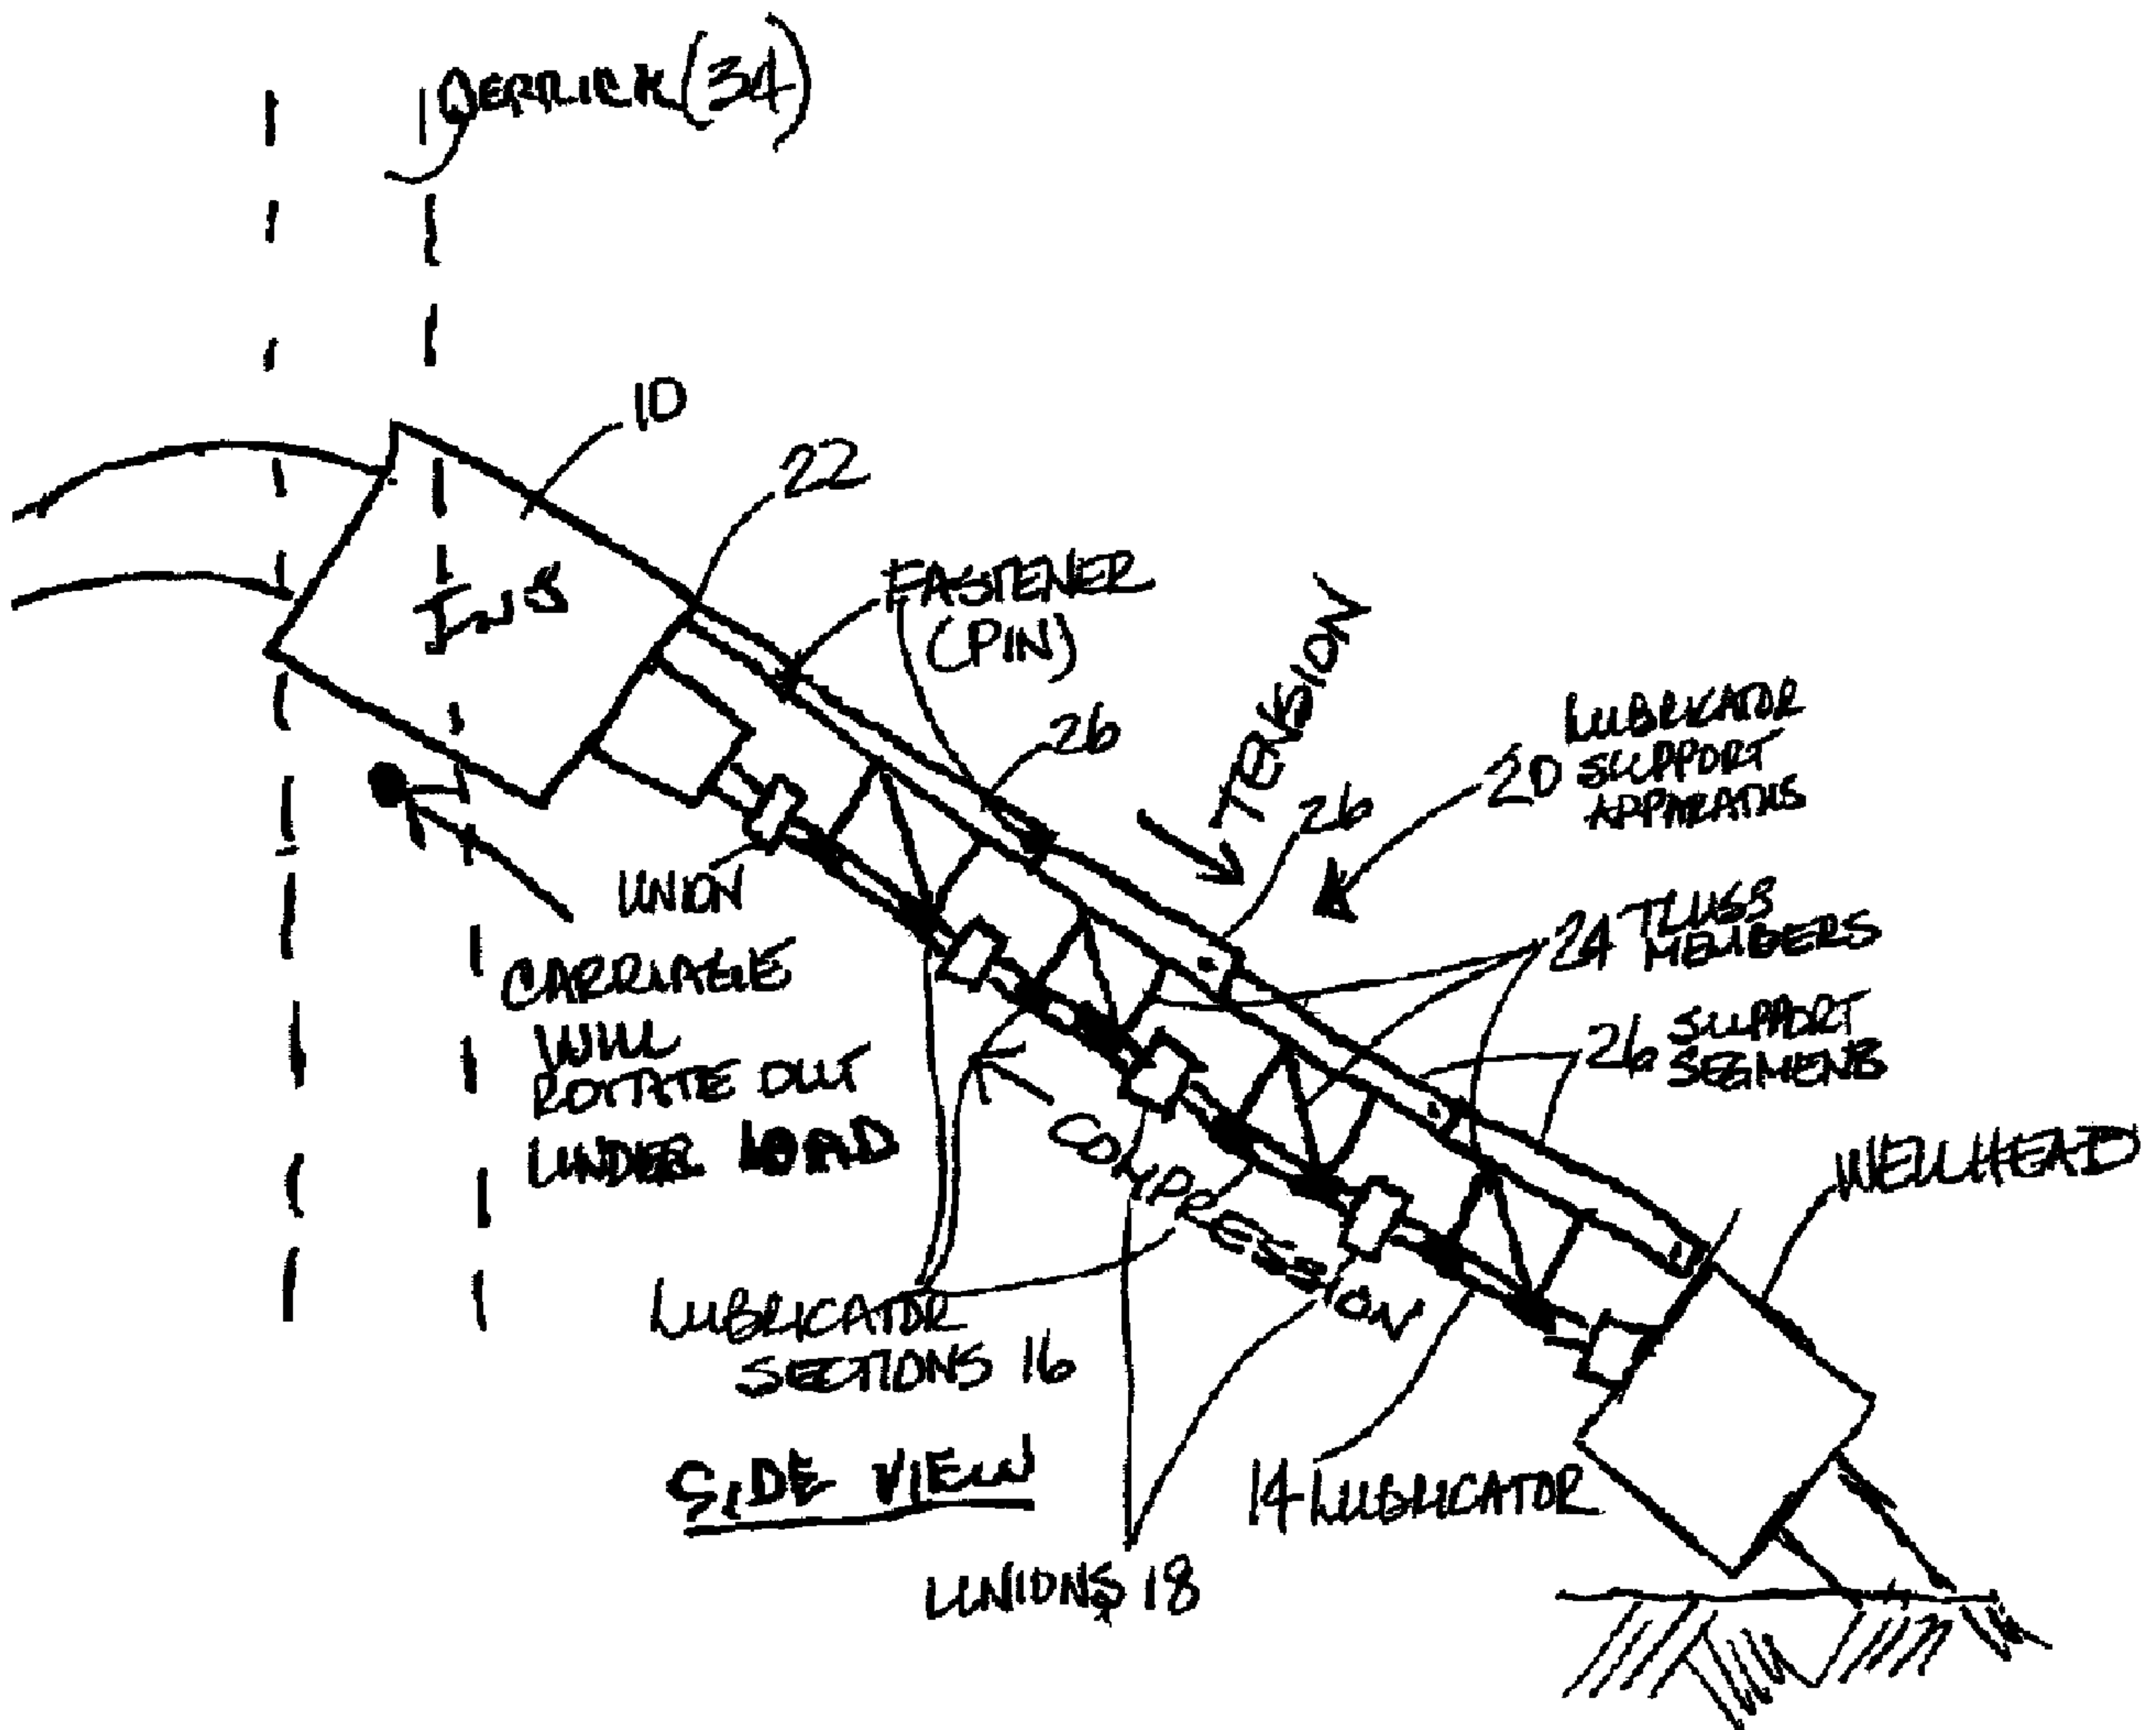 DERRICK (34)
10
22
FASTENER
(PIN)
TENSION
26
26
LUBRICATOR
20 SUPPORT
APPARATUS
UNION
24 TRUSS
MEMBERS
CARRIAGE
WILL
ROTATE OUT
UNDER LOAD
26 SUPPORT
SEGMENTS
COMPRESSION
WELLHEAD
LUBRICATOR
SECTIONS 16
SIDE VIEW
14 LUBRICATOR
UNIONS 18